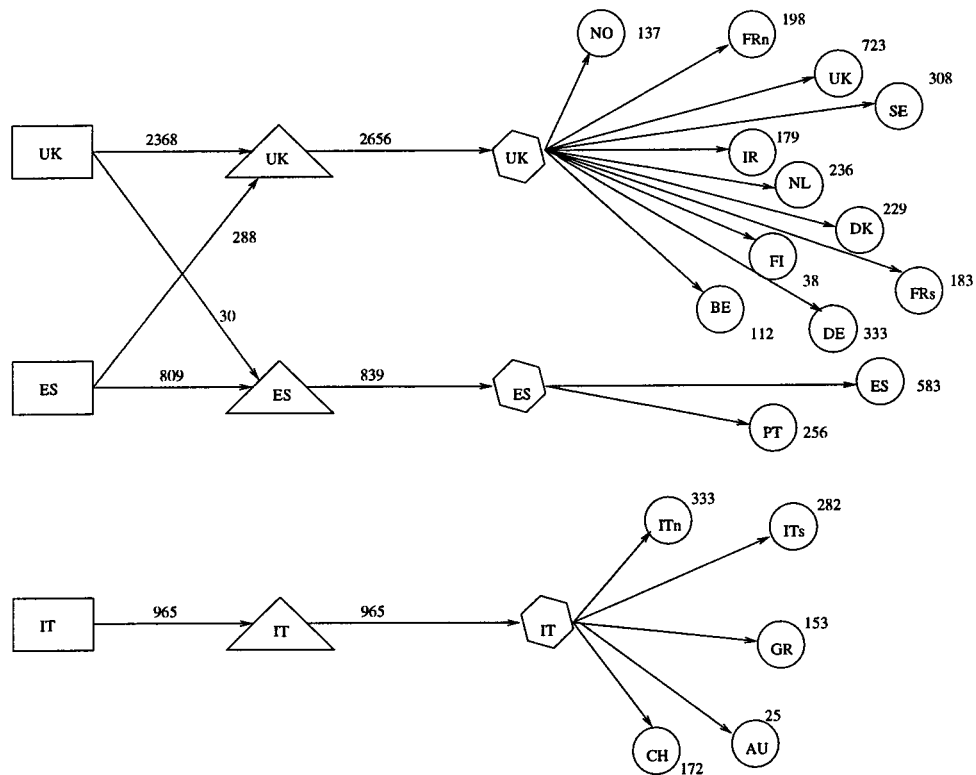 NO 137
FRn 198
UK 723
SE 308
UK 2368 UK 2656 UK
IR 179
NL 236
DK 229
288
FI 38
FRs 183
30
BE 112
DE 333
ES 809 ES 839 ES
ES 583
PT 256
ITn 333
ITs 282
IT 965 IT 965 IT
GR 153
AU 25
CH 172